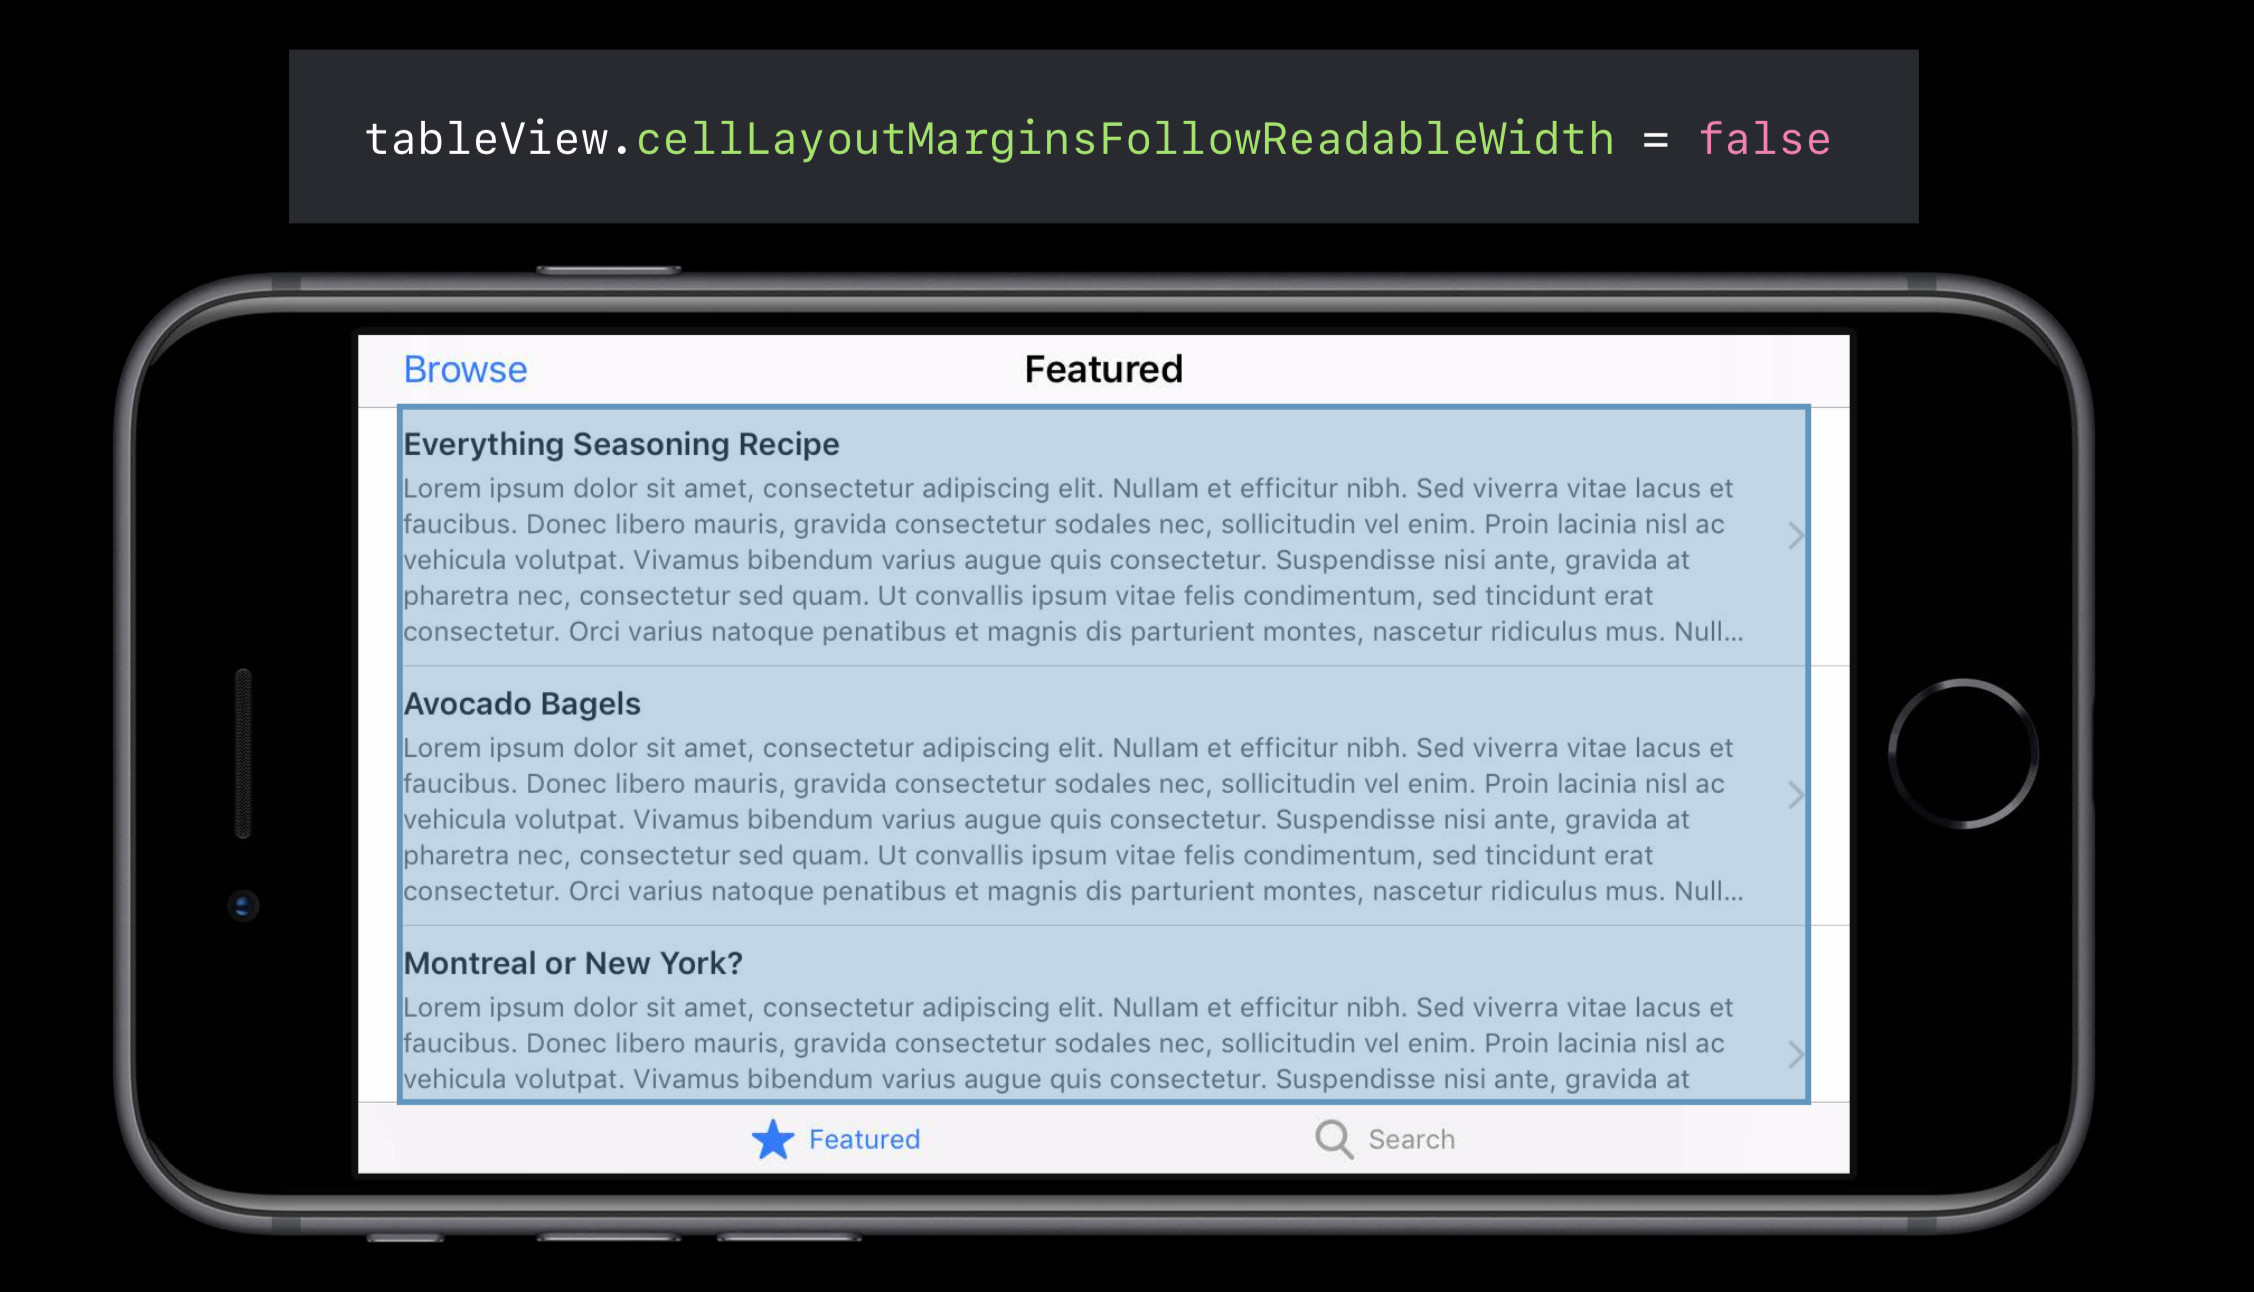 tableView.cellLayoutMarginsFollowReadableWidth = false
Browse
Featured
Everything Seasoning Recipe
Lorem ipsum dolor sit amet, consectetur adipiscing elit. Nullam et efficitur nibh. Sed viverra vitae lacus et
faucibus. Donec libero mauris, gravida consectetur sodales nec, sollicitudin vel enim. Proin lacinia nisl ac
vehicula volutpat. Vivamus bibendum varius augue quis consectetur. Suspendisse nisi ante, gravida at
pharetra nec, consectetur sed quam. Ut convallis ipsum vitae felis condimentum, sed tincidunt erat
consectetur. Orci varius natoque penatibus et magnis dis parturient montes, nascetur ridiculus mus. Null...
Avocado Bagels
Lorem ipsum dolor sit amet, consectetur adipiscing elit. Nullam et efficitur nibh. Sed viverra vitae lacus et
faucibus. Donec libero mauris, gravida consectetur sodales nec, sollicitudin vel enim. Proin lacinia nisl ac
vehicula volutpat. Vivamus bibendum varius augue quis consectetur. Suspendisse nisi ante, gravida at
pharetra nec, consectetur sed quam. Ut convallis ipsum vitae felis condimentum, sed tincidunt erat
consectetur. Orci varius natoque penatibus et magnis dis parturient montes, nascetur ridiculus mus. Null...
Montreal or New York?
Lorem ipsum dolor sit amet, consectetur adipiscing elit. Nullam et efficitur nibh. Sed viverra vitae lacus et
faucibus. Donec libero mauris, gravida consectetur sodales nec, sollicitudin vel enim. Proin lacinia nisl ac
vehicula volutpat. Vivamus bibendum varius augue quis consectetur. Suspendisse nisi ante, gravida at
Featured
Search